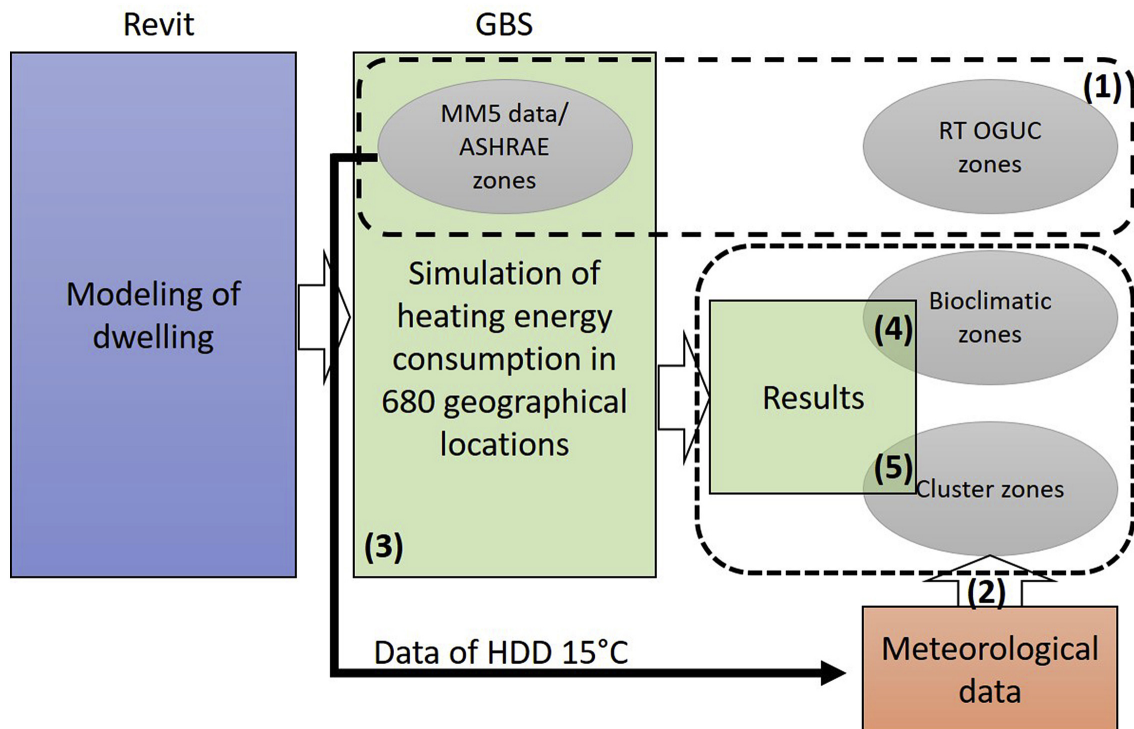 Revit
GBS
MM5 data/
ASHRAE
zones
(1)
RT OGUC
zones
Modeling of
dwelling
Simulation of
heating energy
consumption in
680 geographical
locations
(3)
Bioclimatic
zones
(4)
Results
(5)
Cluster zones
(2)
Data of HDD 15°C
Meteorological
data